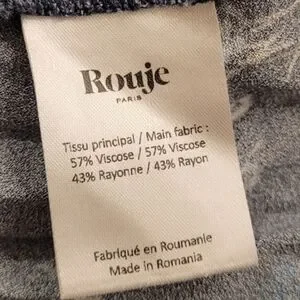 Rouje
PARIS
Tissu principal / Main fabric :
57% Viscose / 57% Viscose
43% Rayonne / 43% Rayon
Fabriqué en Roumanie
Made in Romania